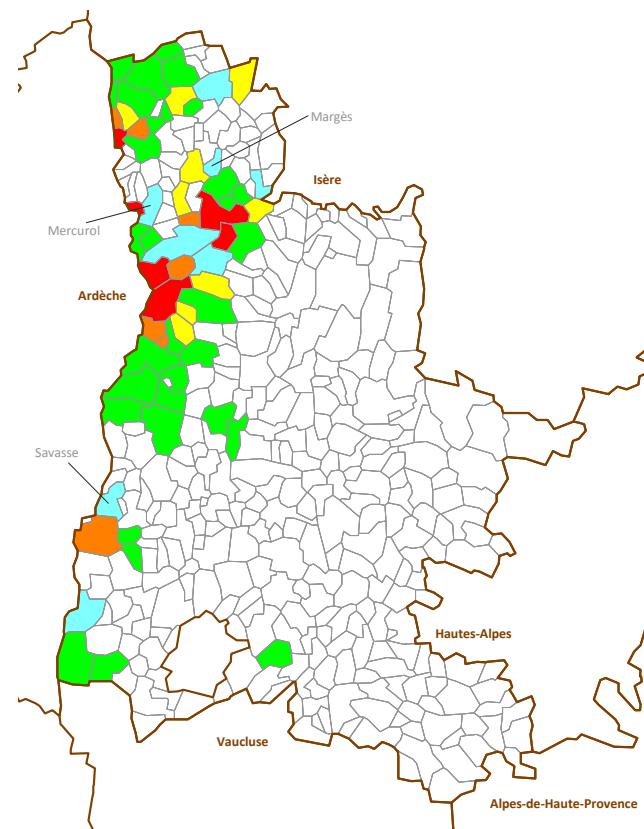 Margès
Isère
Mercurol
Ardèche
Savasse
Hautes-Alpes
Vaucluse
Alpes-de-Haute-Provence